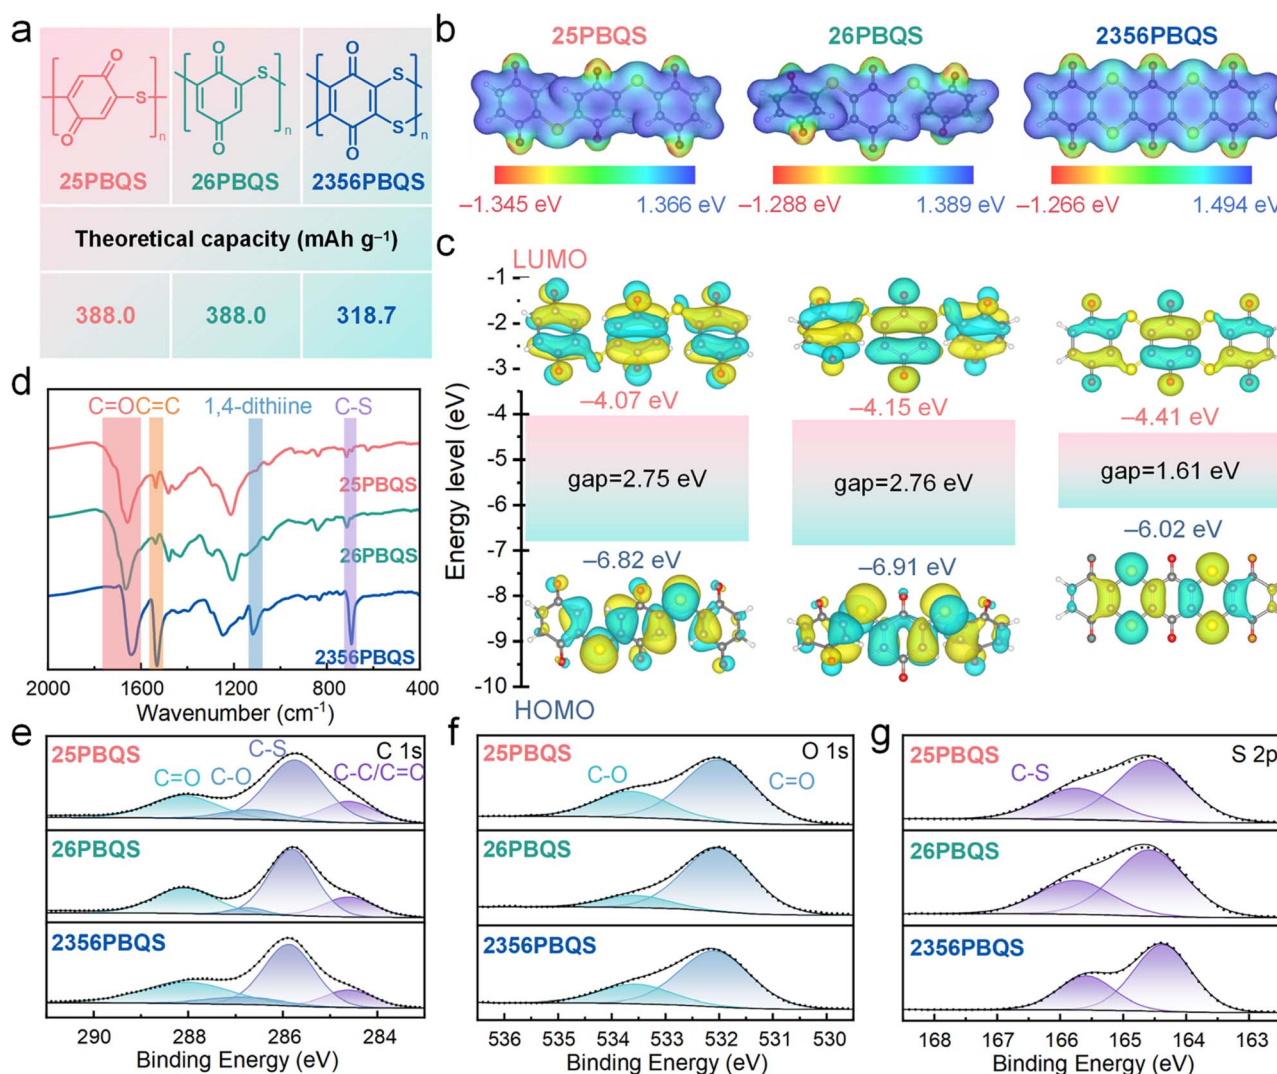 a
O
O
S
n
25PBQS
O
O
S
n
26PBQS
O
O
S
S
n
2356PBQS
Theoretical capacity (mAh g⁻¹)
388.0
388.0
318.7
b
25PBQS
26PBQS
2356PBQS
–1.345 eV
1.366 eV
–1.288 eV
1.389 eV
–1.266 eV
1.494 eV
c
LUMO
Energy level (eV)
-1
-2
-3
-4
-5
-6
-7
-8
-9
-10
–4.07 eV
–4.15 eV
–4.41 eV
gap=2.75 eV
gap=2.76 eV
gap=1.61 eV
–6.82 eV
–6.91 eV
–6.02 eV
HOMO
d
C=O
C=C
1,4-dithiine
C-S
25PBQS
26PBQS
2356PBQS
2000 1600 1200 800 400
Wavenumber (cm⁻¹)
e
25PBQS
C 1s
C=O
C-O
C-S
C-C/C=C
26PBQS
2356PBQS
290 288 286 284
Binding Energy (eV)
f
25PBQS
O 1s
C-O
C=O
26PBQS
2356PBQS
536 535 534 533 532 531 530
Binding Energy (eV)
g
25PBQS
S 2p
C-S
26PBQS
2356PBQS
168 167 166 165 164 163
Binding Energy (eV)